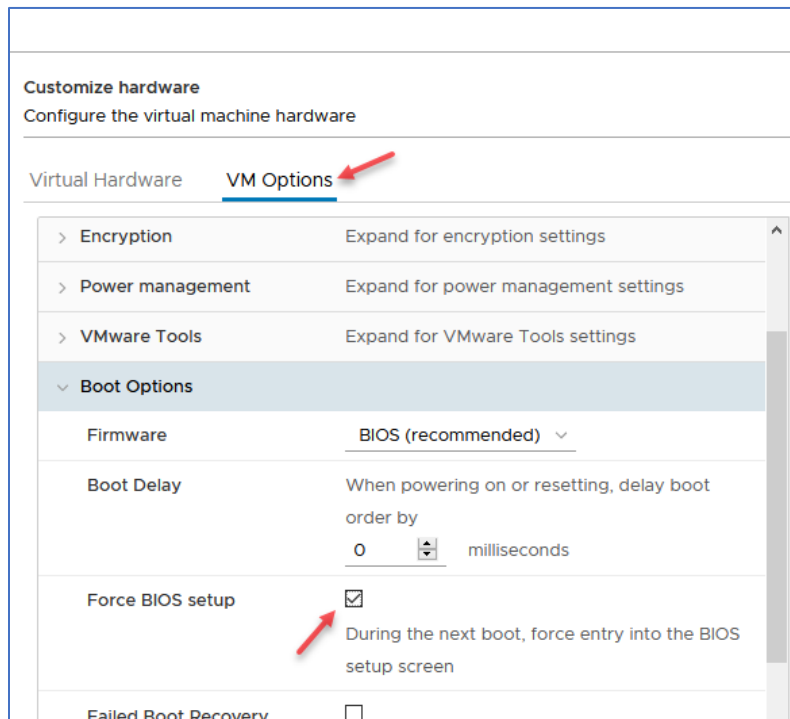 Customize hardware
Configure the virtual machine hardware
Virtual Hardware VM Options
Encryption Expand for encryption settings
Power management Expand for power management settings
VMware Tools Expand for VMware Tools settings
Boot Options
Firmware BIOS (recommended)
Boot Delay When powering on or resetting, delay boot
order by
0 milliseconds
Force BIOS setup
During the next boot, force entry into the BIOS
setup screen
Failed Boot Recovery